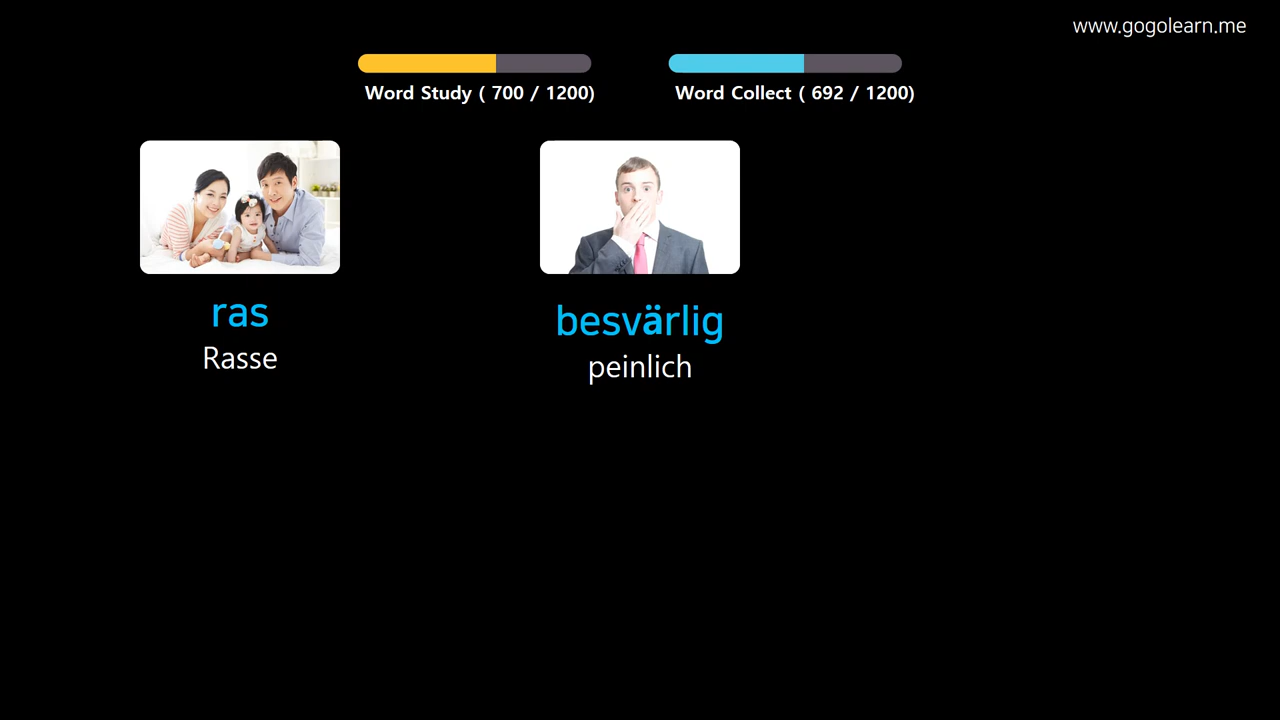 www.gogolearn.me
Word Study ( 700 / 1200)
Word Collect ( 692 / 1200)
ras
Rasse
besvärlig
peinlich